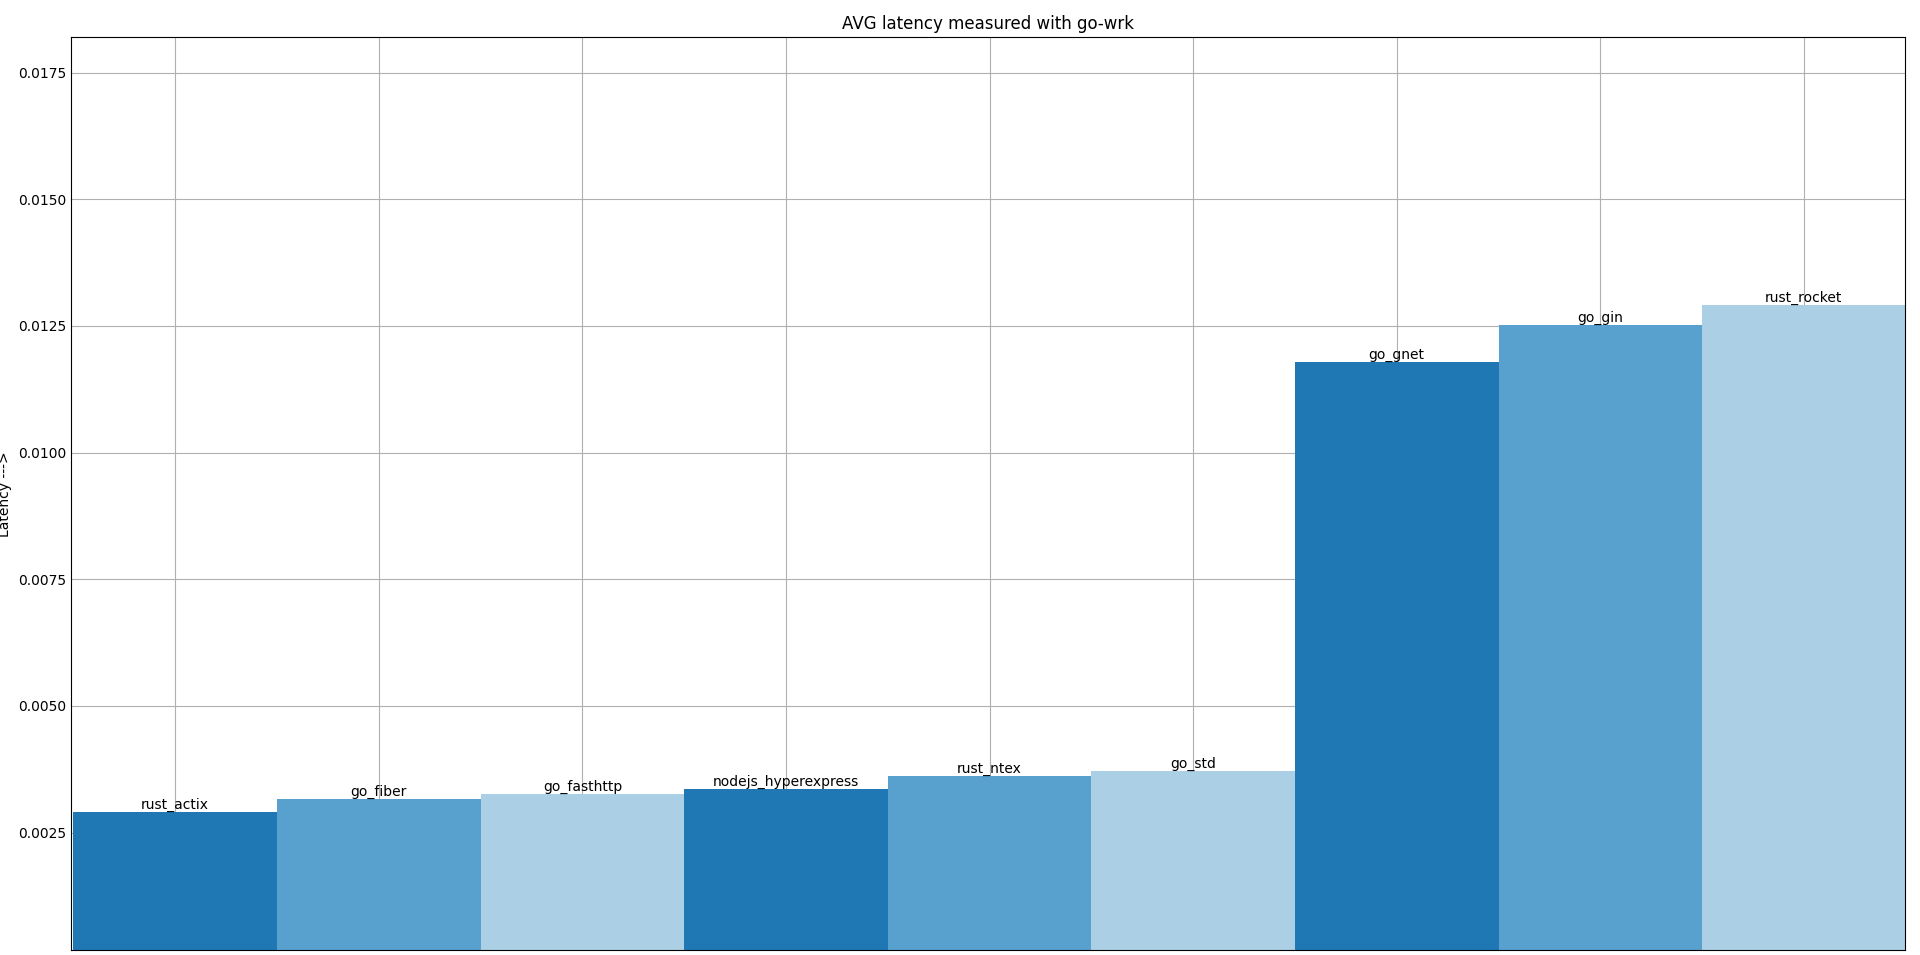 AVG latency measured with go-wrk
0.0175
0.0150
0.0125
0.0100
0.0075
0.0050
0.0025
Latency --->
rust_actix
go_fiber
go_fasthttp
nodejs_hyperexpress
rust_ntex
go_std
go_gnet
go_gin
rust_rocket